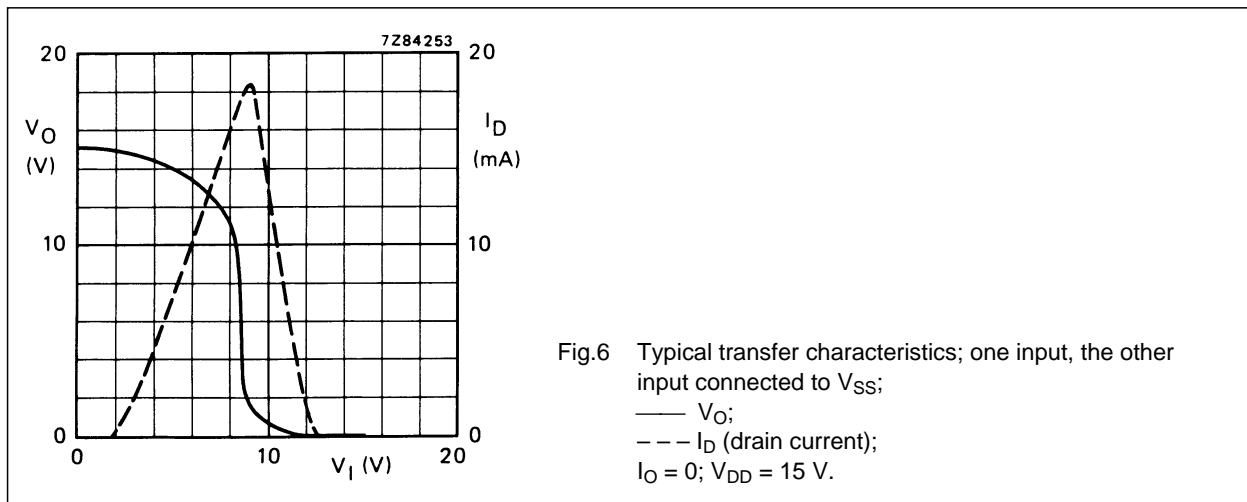 7Z84253
20
20
V_O
(V)
I_D
(mA)
10
10
0
0
0
10
20
V_I (V)
Fig.6 Typical transfer characteristics; one input, the other
input connected to V_SS;
—— V_O;
– – – I_D (drain current);
I_O = 0; V_DD = 15 V.